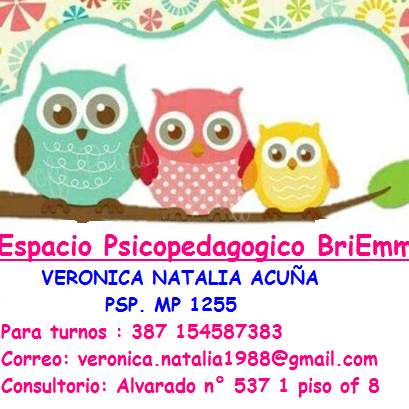 Espacio Psicopedagogico BriEmm
VERONICA NATALIA ACUÑA
PSP. MP 1255
Para turnos : 387 154587383
Correo: veronica.natalia1988@gmail.com
Consultorio: Alvarado n° 537 1 piso of 8